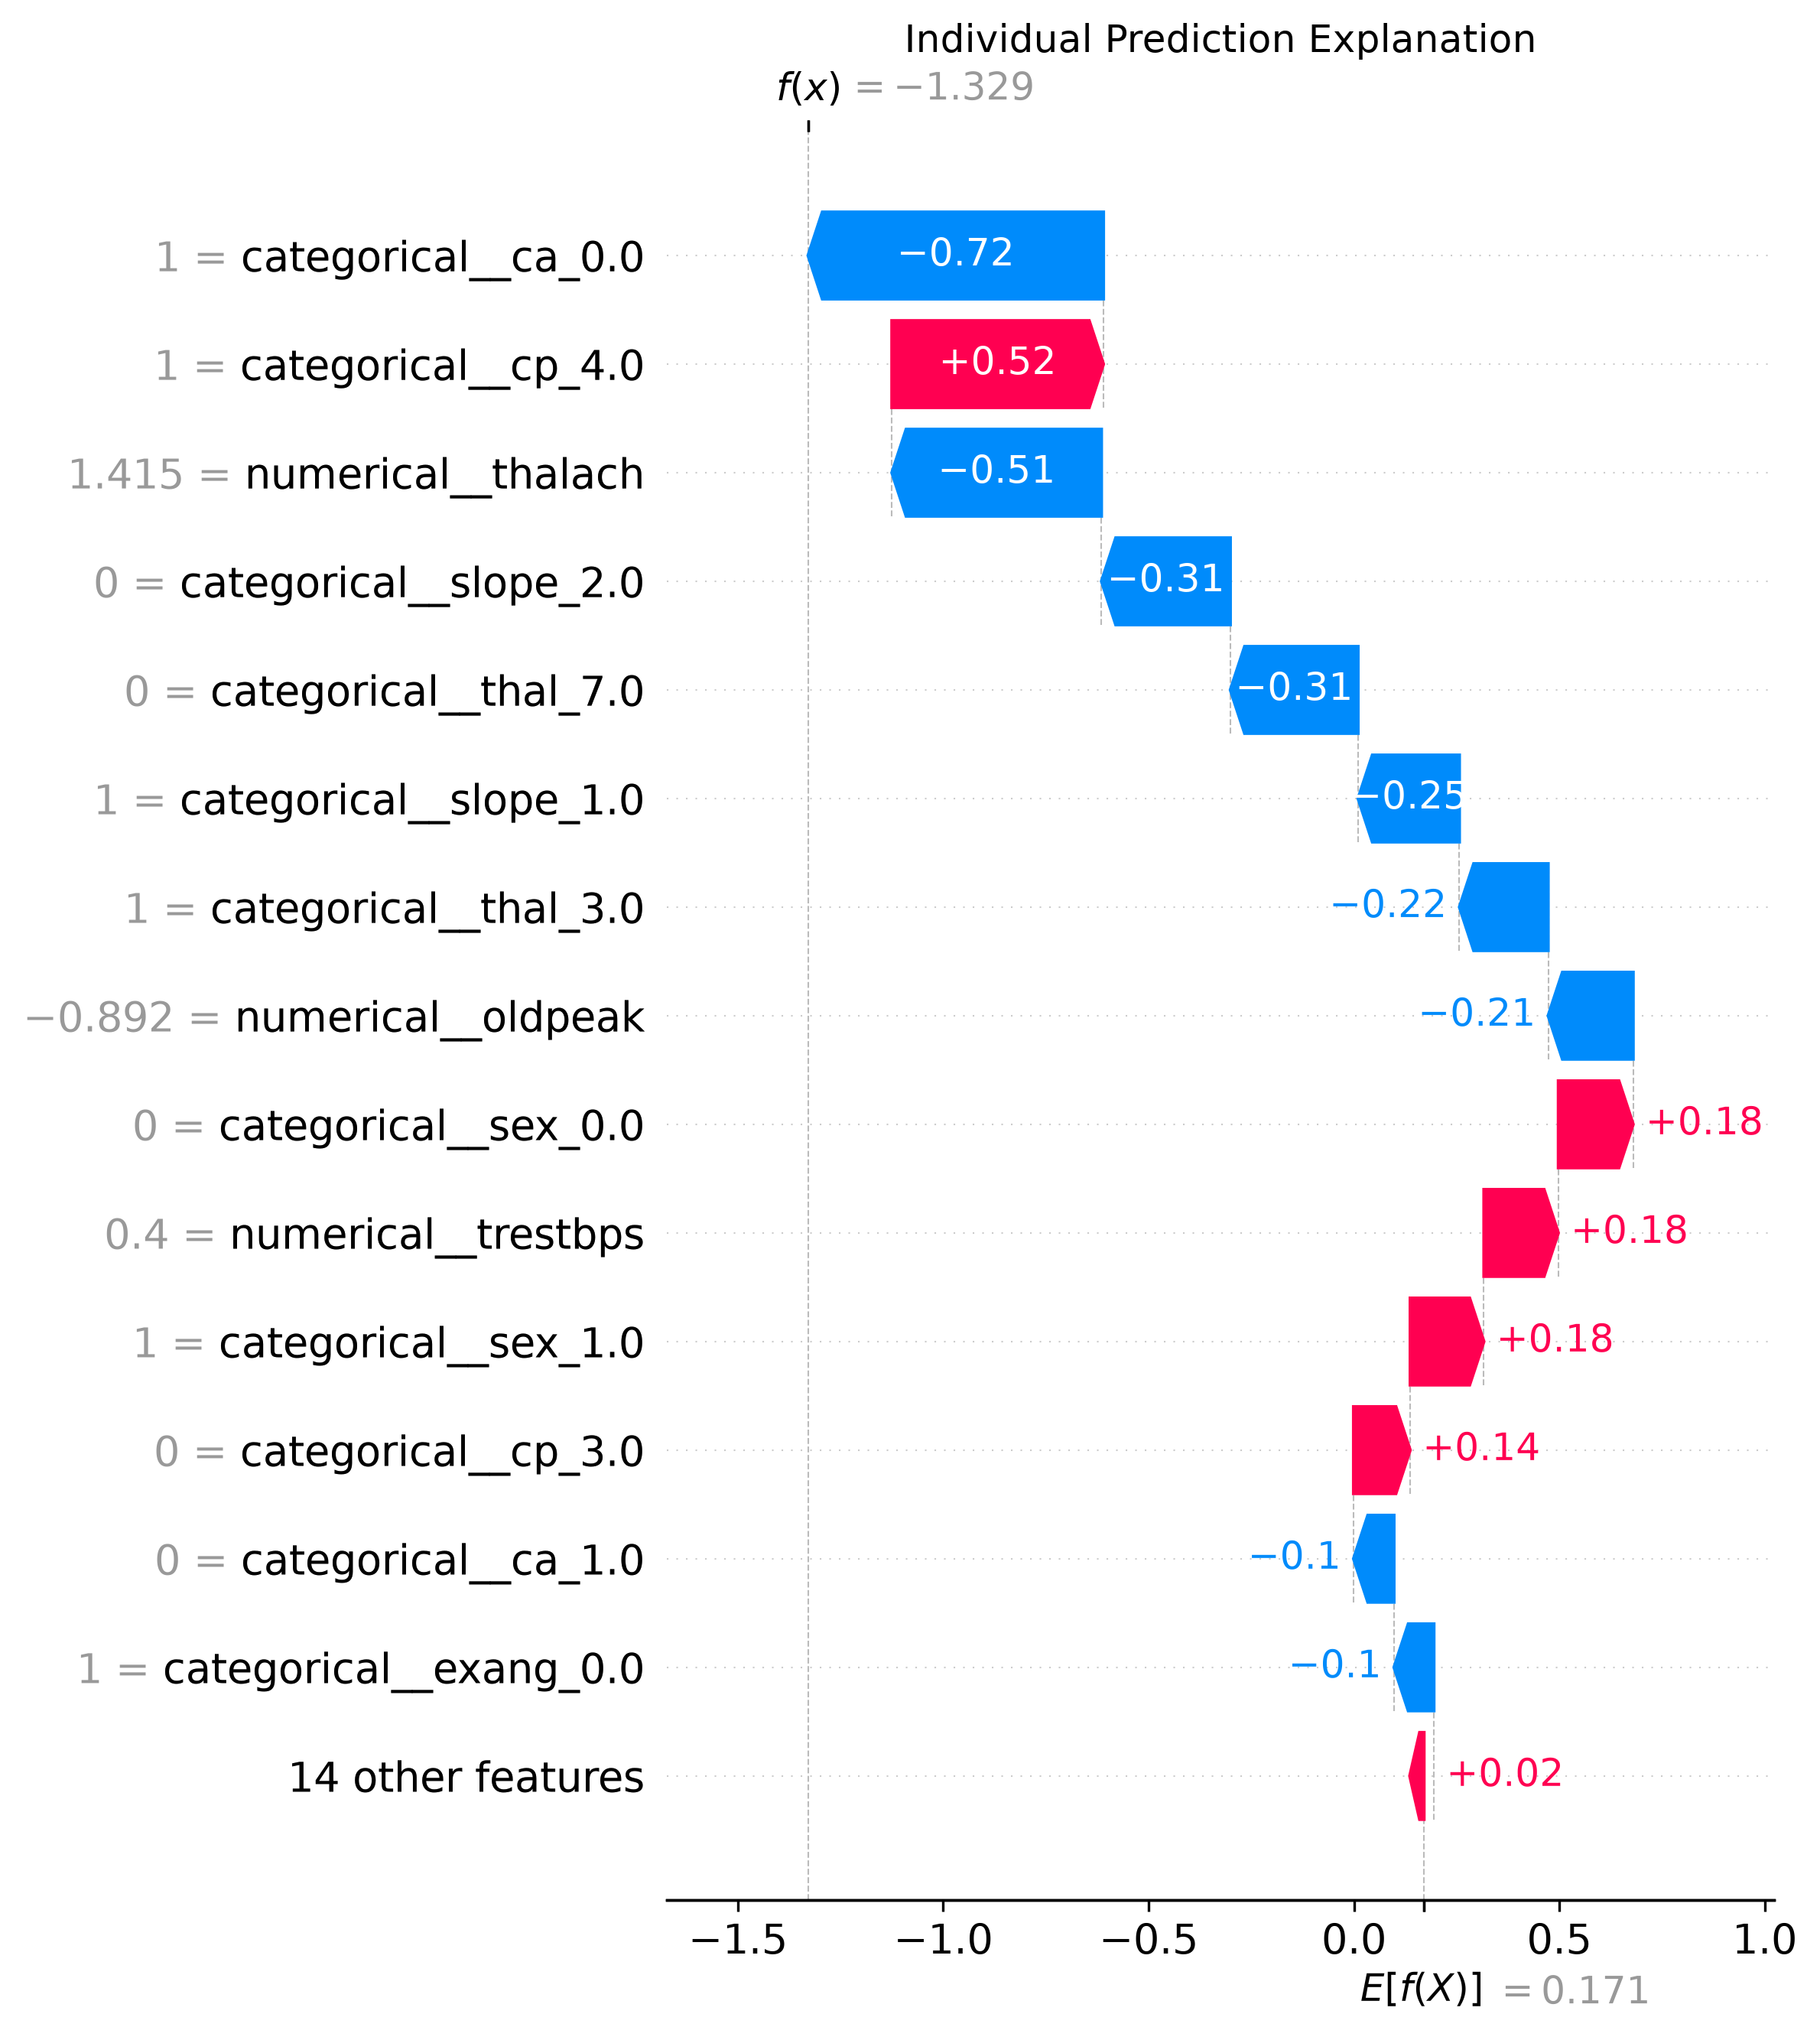 Individual Prediction Explanation
f(x) = −1.329
1 = categorical__ca_0.0 −0.72
1 = categorical__cp_4.0 +0.52
1.415 = numerical__thalach −0.51
0 = categorical__slope_2.0 −0.31
0 = categorical__thal_7.0 −0.31
1 = categorical__slope_1.0 −0.25
1 = categorical__thal_3.0 −0.22
−0.892 = numerical__oldpeak −0.21
0 = categorical__sex_0.0 +0.18
0.4 = numerical__trestbps +0.18
1 = categorical__sex_1.0 +0.18
0 = categorical__cp_3.0 +0.14
0 = categorical__ca_1.0 −0.1
1 = categorical__exang_0.0 −0.1
14 other features +0.02
−1.5 −1.0 −0.5 0.0 0.5 1.0
E[f(X)] = 0.171